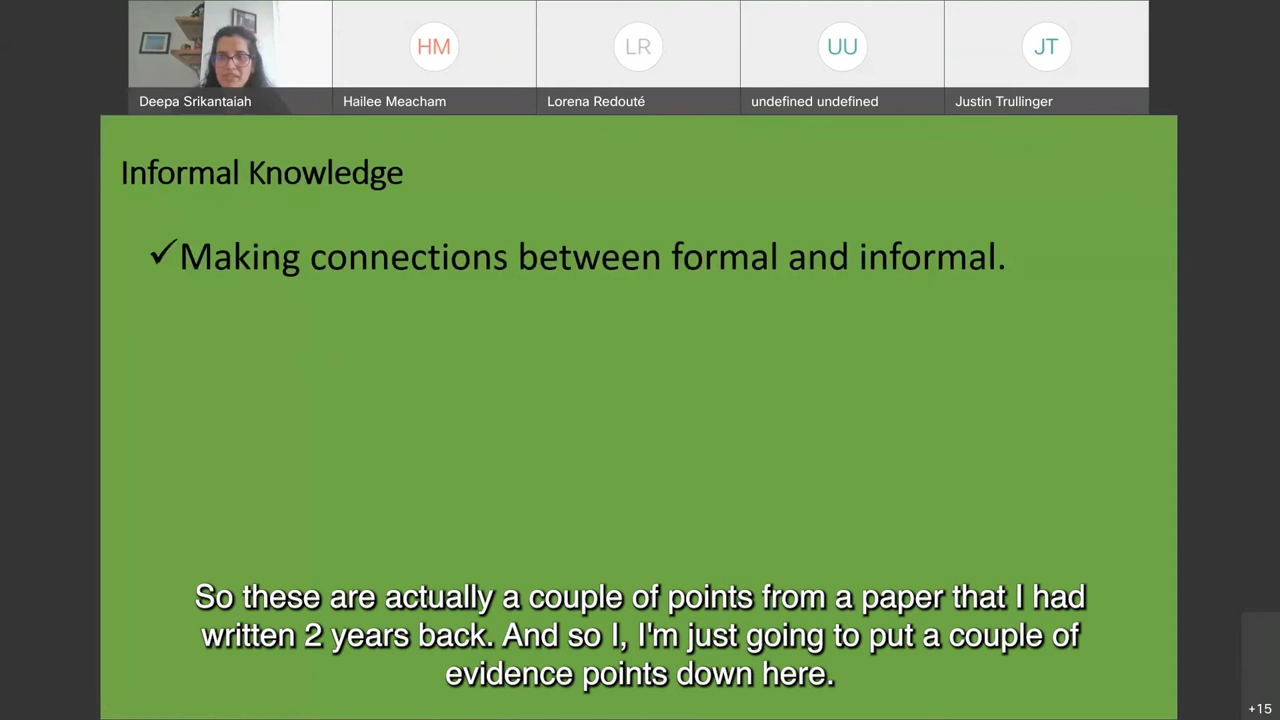 HM
LR
UU
JT
Deepa Srikantaiah
Hailee Meacham
Lorena Redouté
undefined undefined
Justin Trullinger
Informal Knowledge
✓Making connections between formal and informal.
So these are actually a couple of points from a paper that I had
written 2 years back. And so I, I'm just going to put a couple of
evidence points down here.
+15